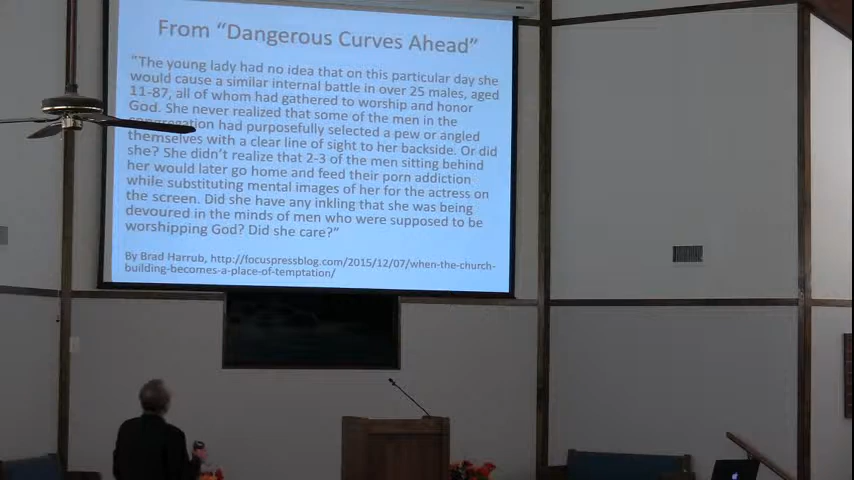 From “Dangerous Curves Ahead”
“The young lady had no idea that on this particular day she
would cause a similar internal battle in over 25 males, aged
11-87, all of whom had gathered to worship and honor
God. She never realized that some of the men in the
congregation had purposefully selected a pew or angled
themselves with a clear line of sight to her backside. Or did
she? She didn’t realize that 2-3 of the men sitting behind
her would later go home and feed their porn addiction
while substituting mental images of her for the actress on
the screen. Did she have any inkling that she was being
devoured in the minds of men who were supposed to be
worshipping God? Did she care?”
By Brad Harrub, http://focuspressblog.com/2015/12/07/when-the-church-
building-becomes-a-place-of-temptation/